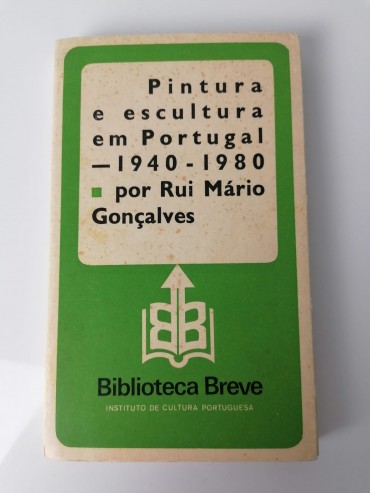 Pintura
e escultura
em Portugal
—1940-1980
▪ por Rui Mário
Gonçalves
BB
Biblioteca Breve
INSTITUTO DE CULTURA PORTUGUESA